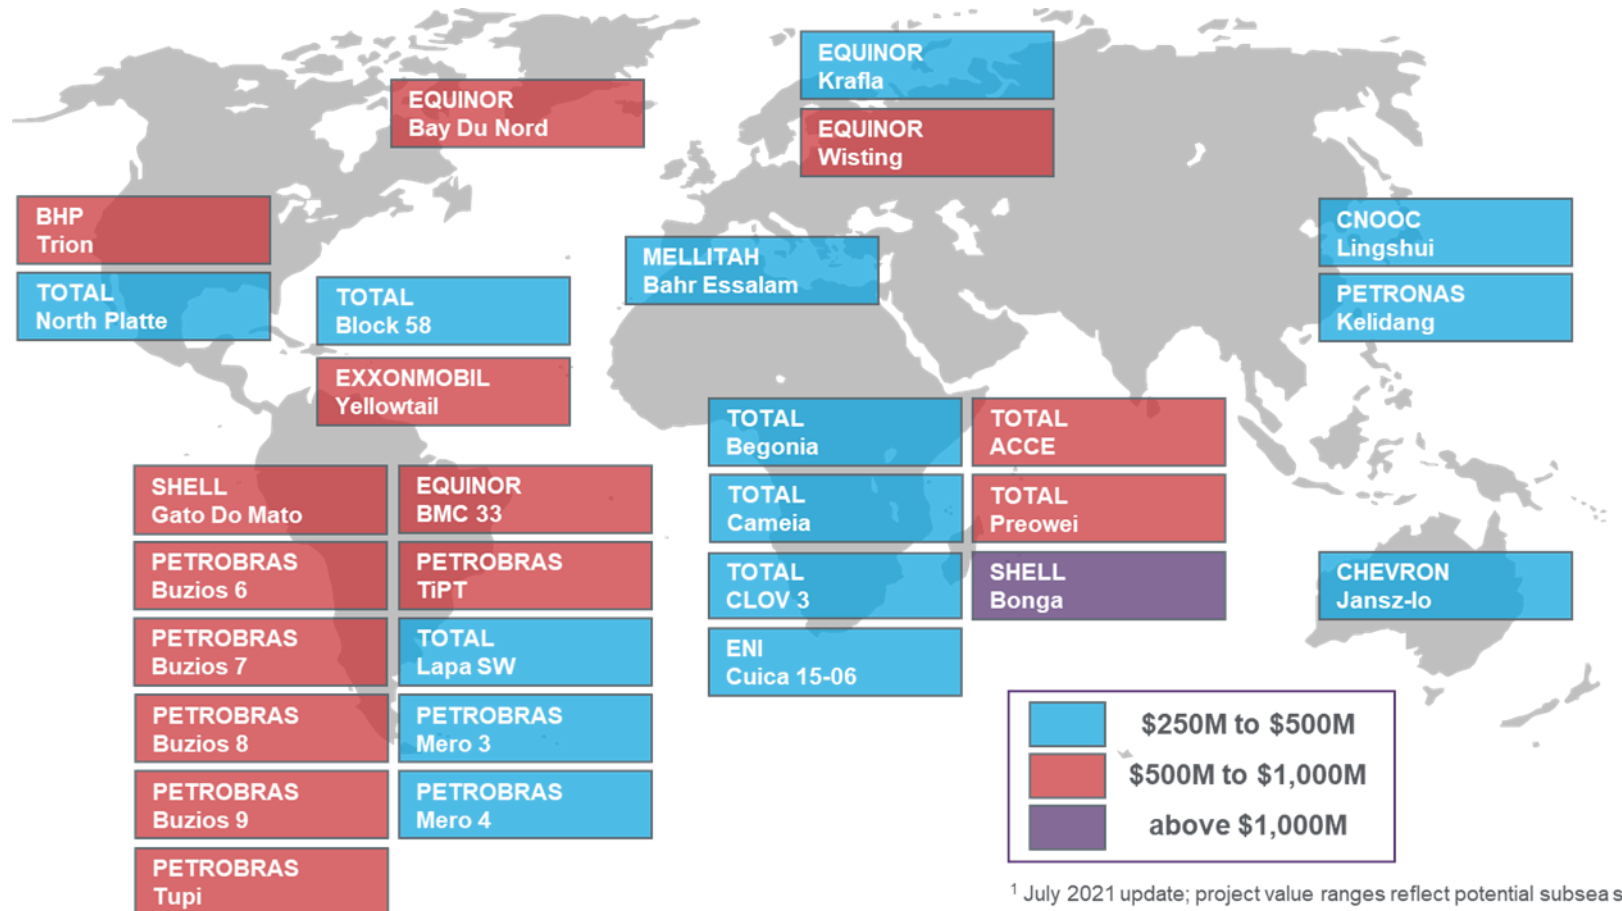 EQUINOR
Krafla
EQUINOR
Bay Du Nord
EQUINOR
Wisting
BHP
Trion
CNOOC
Lingshui
MELLITAH
Bahr Essalam
TOTAL
North Platte
TOTAL
Block 58
PETRONAS
Kelidang
EXXONMOBIL
Yellowtail
TOTAL
Begonia
TOTAL
ACCE
SHELL
Gato Do Mato
EQUINOR
BMC 33
TOTAL
Cameia
TOTAL
Preowei
PETROBRAS
Buzios 6
PETROBRAS
TiPT
TOTAL
CLOV 3
SHELL
Bonga
CHEVRON
Jansz-Io
PETROBRAS
Buzios 7
TOTAL
Lapa SW
ENI
Cuica 15-06
PETROBRAS
Buzios 8
PETROBRAS
Mero 3
PETROBRAS
Buzios 9
PETROBRAS
Mero 4
PETROBRAS
Tupi
$250M to $500M
$500M to $1,000M
above $1,000M
¹ July 2021 update; project value ranges reflect potential subsea s